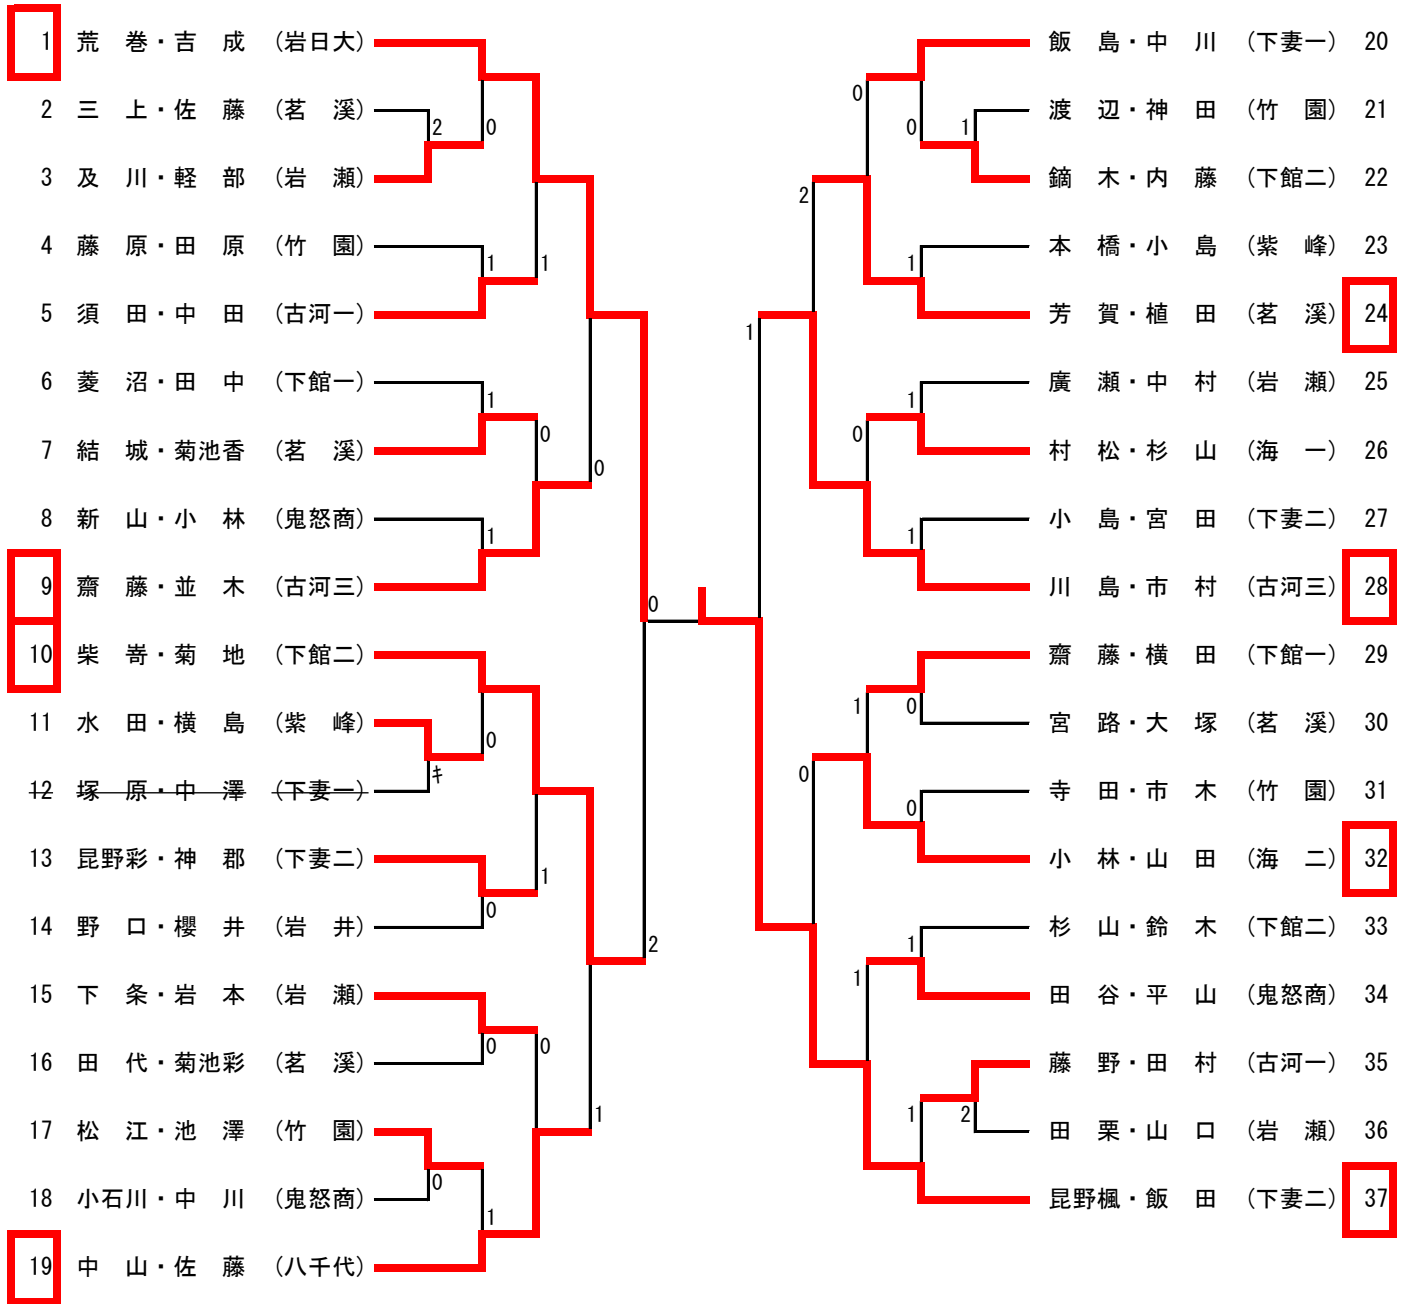 1 荒 巻・吉 成 (岩日大)
2 三 上・佐 藤 (茗 溪)
2 0
3 及 川・軽 部 (岩 瀬)
4 藤 原・田 原 (竹 園)
1 1
5 須 田・中 田 (古河一)
6 菱 沼・田 中 (下館一)
1
0
7 結 城・菊池香 (茗 溪)
0
8 新 山・小 林 (鬼怒商)
1
9 齋 藤・並 木 (古河三)
0
10 柴 嵜・菊 地 (下館二)
11 水 田・横 島 (紫 峰)
0
キ
12 塚 原・中 澤 (下妻一)
13 昆野彩・神 郡 (下妻二)
1
0
14 野 口・櫻 井 (岩 井)
2
15 下 条・岩 本 (岩 瀬)
0 0
16 田 代・菊池彩 (茗 溪)
1
17 松 江・池 澤 (竹 園)
0
18 小石川・中 川 (鬼怒商)
1
19 中 山・佐 藤 (八千代)
飯 島・中 川 (下妻一) 20
0
渡 辺・神 田 (竹 園) 21
0 1
鏑 木・内 藤 (下館二) 22
2
本 橋・小 島 (紫 峰) 23
1
芳 賀・植 田 (茗 溪) 24
1
廣 瀬・中 村 (岩 瀬) 25
1
0
村 松・杉 山 (海 一) 26
小 島・宮 田 (下妻二) 27
1
川 島・市 村 (古河三) 28
齋 藤・横 田 (下館一) 29
1 0
宮 路・大 塚 (茗 溪) 30
0
寺 田・市 木 (竹 園) 31
0
小 林・山 田 (海 二) 32
杉 山・鈴 木 (下館二) 33
1
1
田 谷・平 山 (鬼怒商) 34
藤 野・田 村 (古河一) 35
1 2
田 栗・山 口 (岩 瀬) 36
昆野楓・飯 田 (下妻二) 37